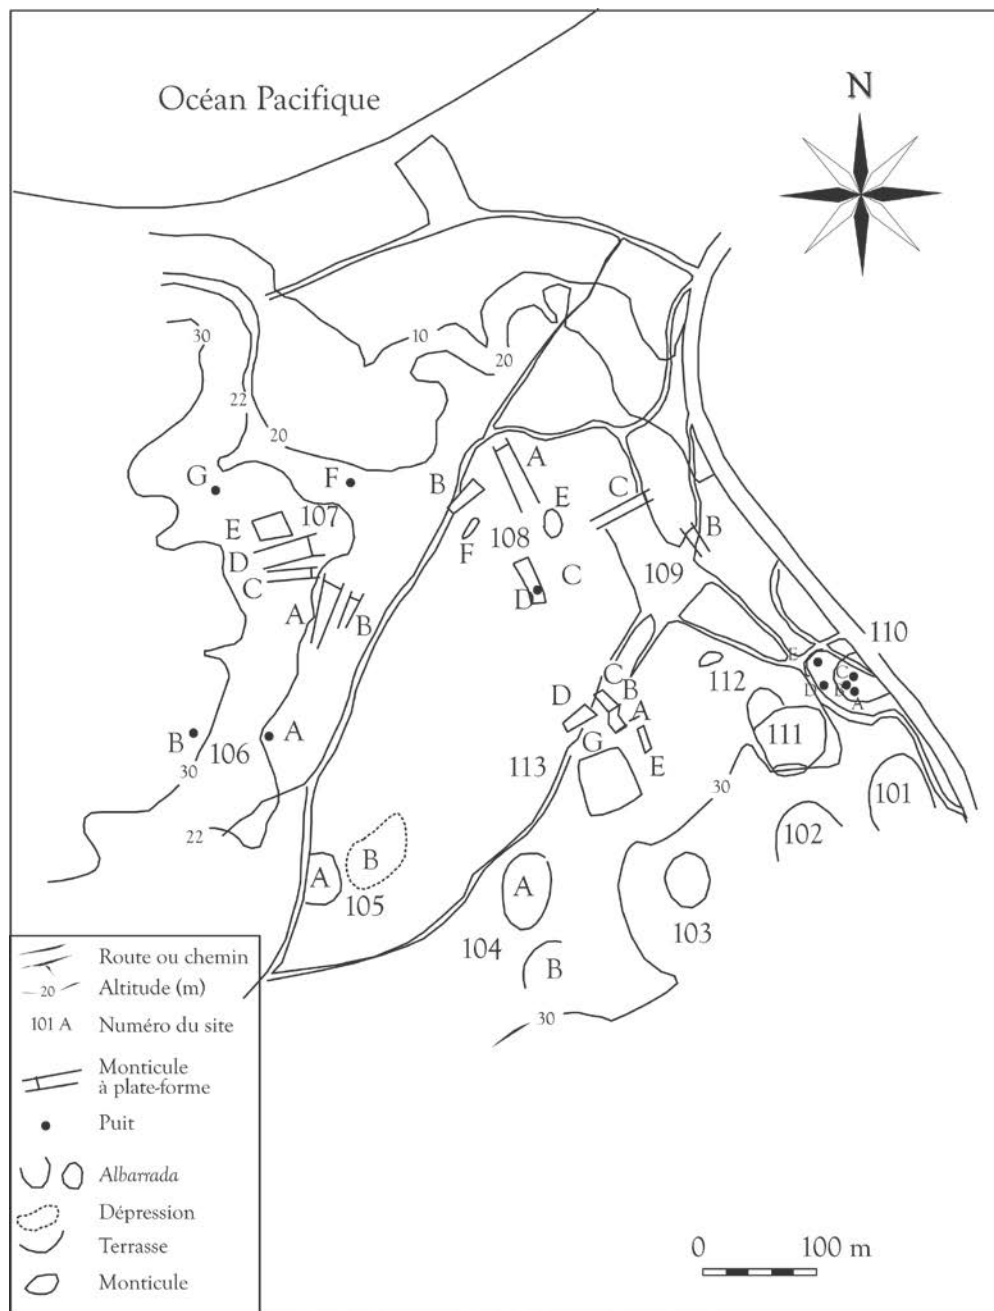 Océan Pacifique
N
30
10
20
22
20
A
G
F
B
E
C
107
E
108
B
D
F
C
109
C
D
A
B
110
E
C
112
D
B
A
C
B
D
A
111
B
106
A
G
113
E
30
30
101
22
102
B
A
A
105
103
104
B
30
Route ou chemin
20 Altitude (m)
101 A Numéro du site
Monticule
à plate-forme
Puit
Albarrada
Dépression
Terrasse
Monticule
0 100 m